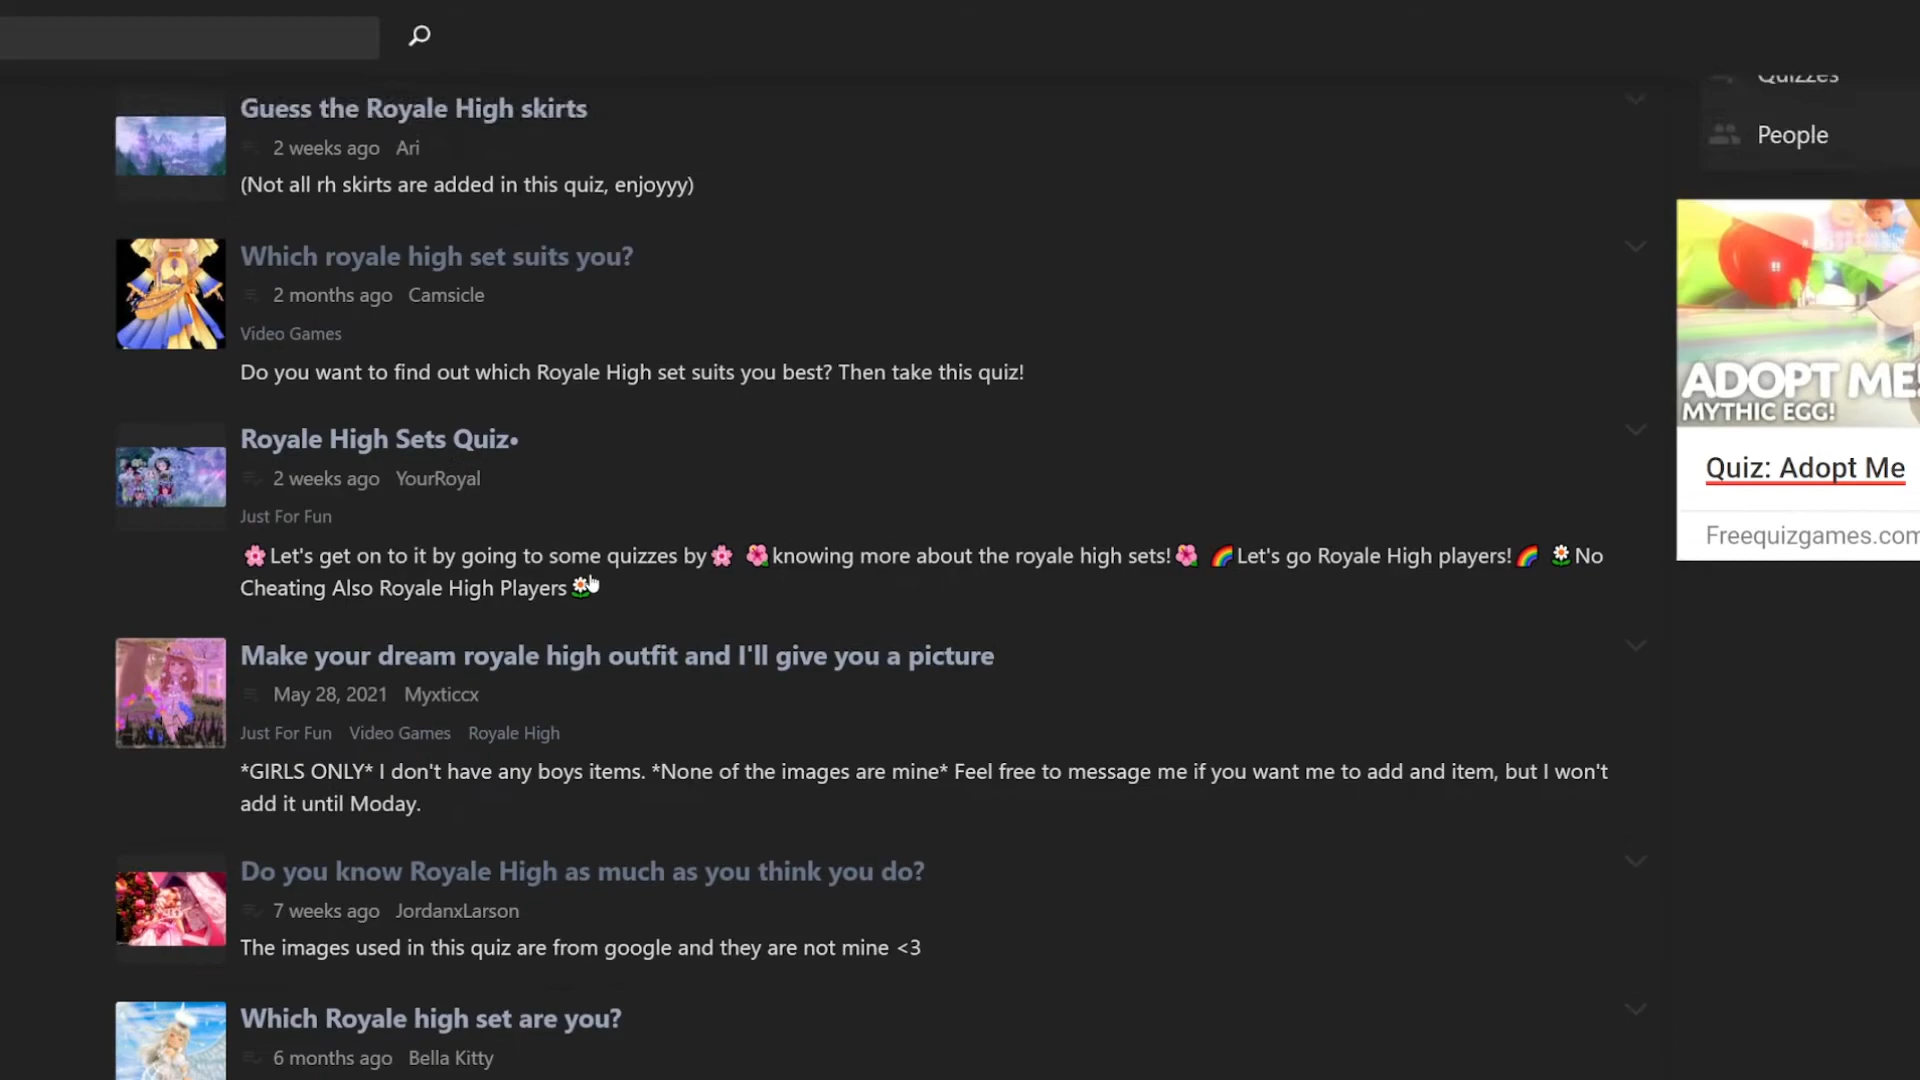 Quizzes
People
Guess the Royale High skirts
2 weeks ago Ari
(Not all rh skirts are added in this quiz, enjoyyy)
Which royale high set suits you?
2 months ago Camsicle
Video Games
Do you want to find out which Royale High set suits you best? Then take this quiz!
Royale High Sets Quiz•
2 weeks ago YourRoyal
Just For Fun
🌸Let's get on to it by going to some quizzes by🌸 🌺knowing more about the royale high sets!🌺 🌈Let's go Royale High players!🌈 🌼No
Cheating Also Royale High Players🌼
Make your dream royale high outfit and I'll give you a picture
May 28, 2021 Myxticcx
Just For Fun Video Games Royale High
*GIRLS ONLY* I don't have any boys items. *None of the images are mine* Feel free to message me if you want me to add and item, but I won't
add it until Moday.
Do you know Royale High as much as you think you do?
7 weeks ago JordanxLarson
The images used in this quiz are from google and they are not mine <3
Which Royale high set are you?
6 months ago Bella Kitty
ADOPT ME!
MYTHIC EGG!
Quiz: Adopt Me
Freequizgames.com